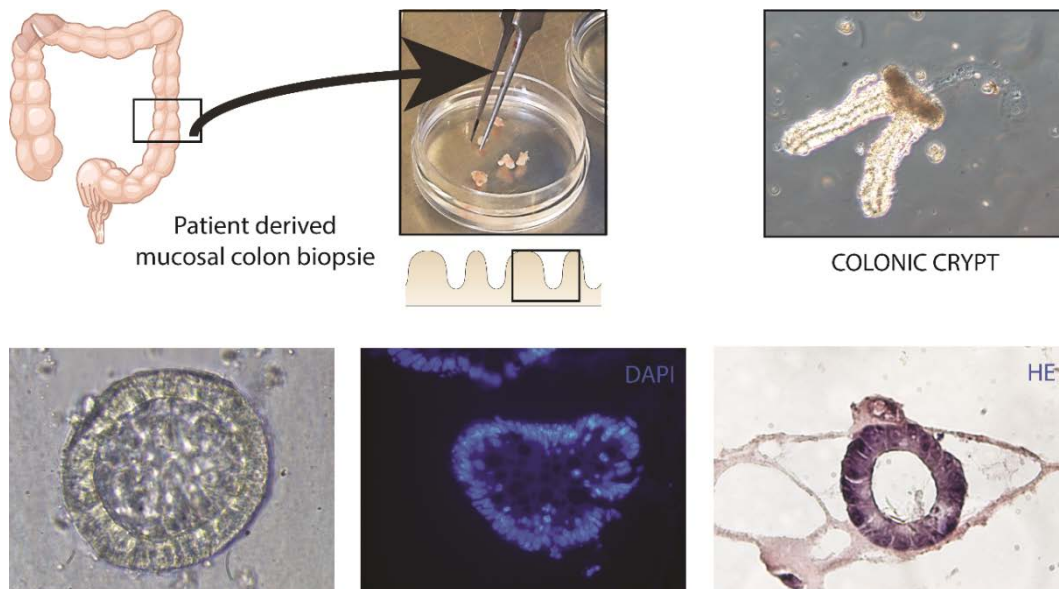 Patient derived
mucosal colon biopsie
COLONIC CRYPT
DAPI
HE